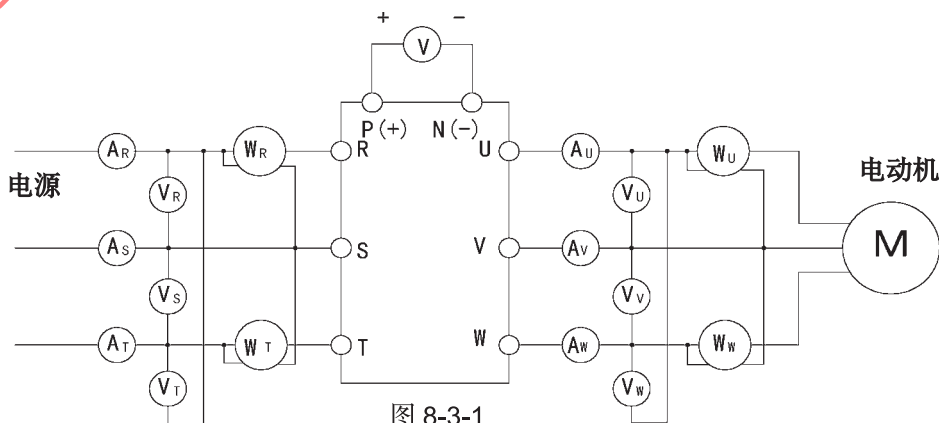 + −
V
P(+) N(−)
AR WR R U AU WU
电源 VR VU 电动机
AS S V AV M
VS VV
AT WT T W AW WW
VT VW
图 8-3-1